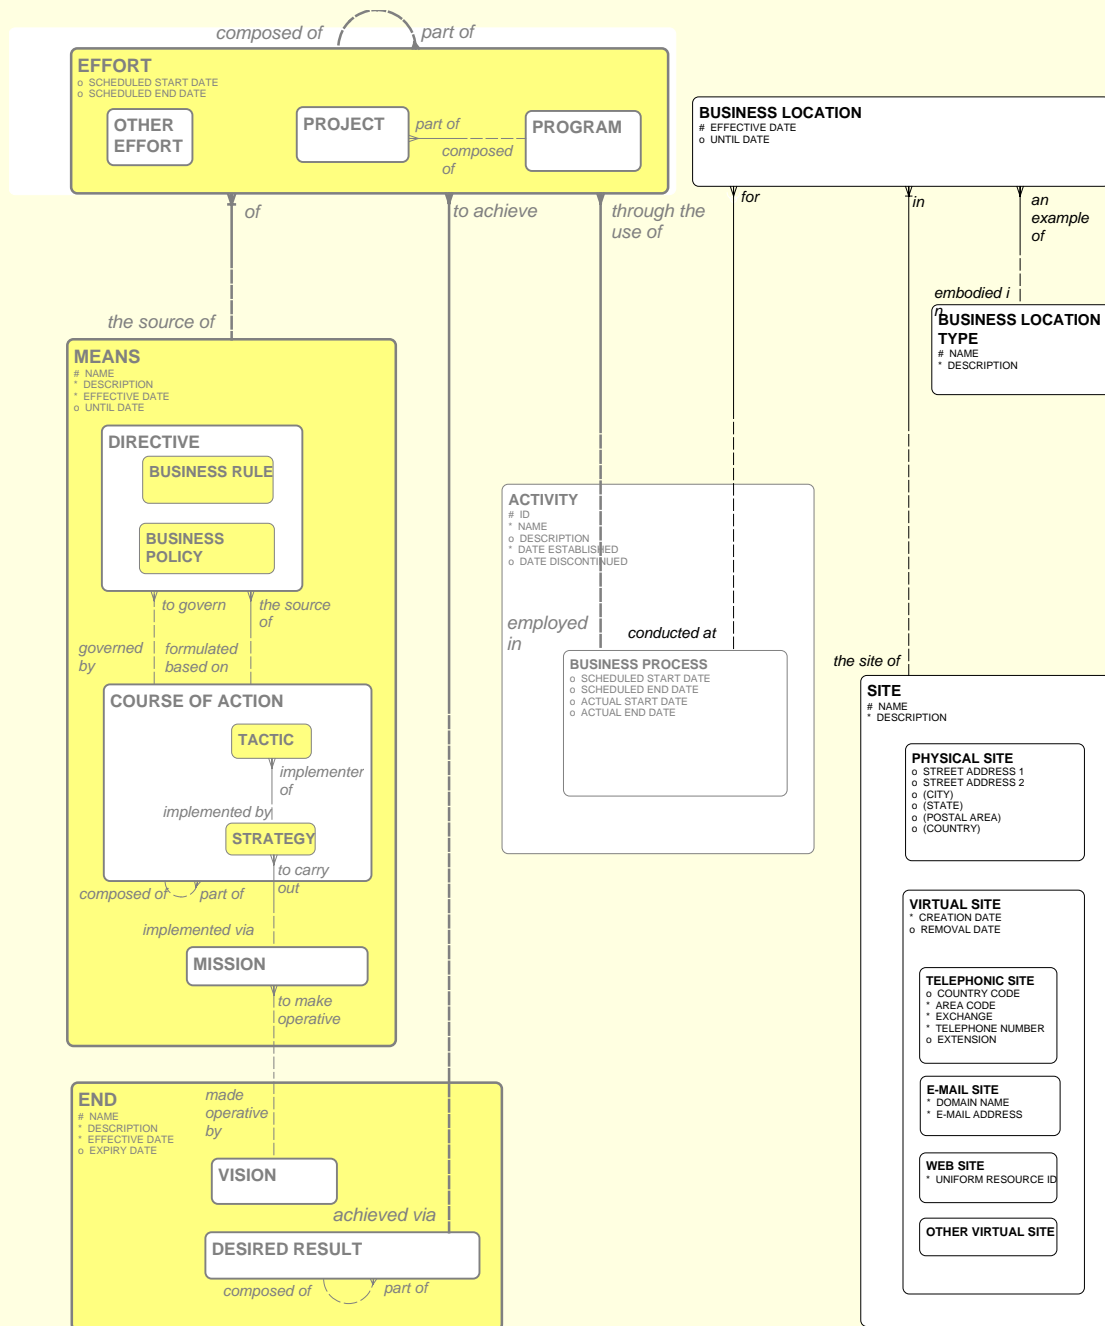 composed of
part of
EFFORT
o SCHEDULED START DATE
o SCHEDULED END DATE
OTHER
EFFORT
PROJECT
part of
composed
of
PROGRAM
of
to achieve
through the
use of
BUSINESS LOCATION
# EFFECTIVE DATE
o UNTIL DATE
for
in
an
example
of
embodied i
n
BUSINESS LOCATION
TYPE
# NAME
* DESCRIPTION
the source of
MEANS
# NAME
* DESCRIPTION
* EFFECTIVE DATE
o UNTIL DATE
DIRECTIVE
BUSINESS RULE
BUSINESS
POLICY
to govern
the source
of
governed
by
formulated
based on
COURSE OF ACTION
TACTIC
implementer
of
implemented by
STRATEGY
to carry
out
composed of
part of
implemented via
MISSION
to make
operative
END
# NAME
* DESCRIPTION
* EFFECTIVE DATE
o EXPIRY DATE
made
operative
by
VISION
achieved via
DESIRED RESULT
composed of
part of
ACTIVITY
# ID
* NAME
o DESCRIPTION
* DATE ESTABLISHED
o DATE DISCONTINUED
employed
in
conducted at
BUSINESS PROCESS
o SCHEDULED START DATE
o SCHEDULED END DATE
o ACTUAL START DATE
o ACTUAL END DATE
the site of
SITE
# NAME
* DESCRIPTION
PHYSICAL SITE
o STREET ADDRESS 1
o STREET ADDRESS 2
o (CITY)
o (STATE)
o (POSTAL AREA)
o (COUNTRY)
VIRTUAL SITE
* CREATION DATE
o REMOVAL DATE
TELEPHONIC SITE
o COUNTRY CODE
* AREA CODE
* EXCHANGE
* TELEPHONE NUMBER
o EXTENSION
E-MAIL SITE
* DOMAIN NAME
* E-MAIL ADDRESS
WEB SITE
* UNIFORM RESOURCE ID
OTHER VIRTUAL SITE